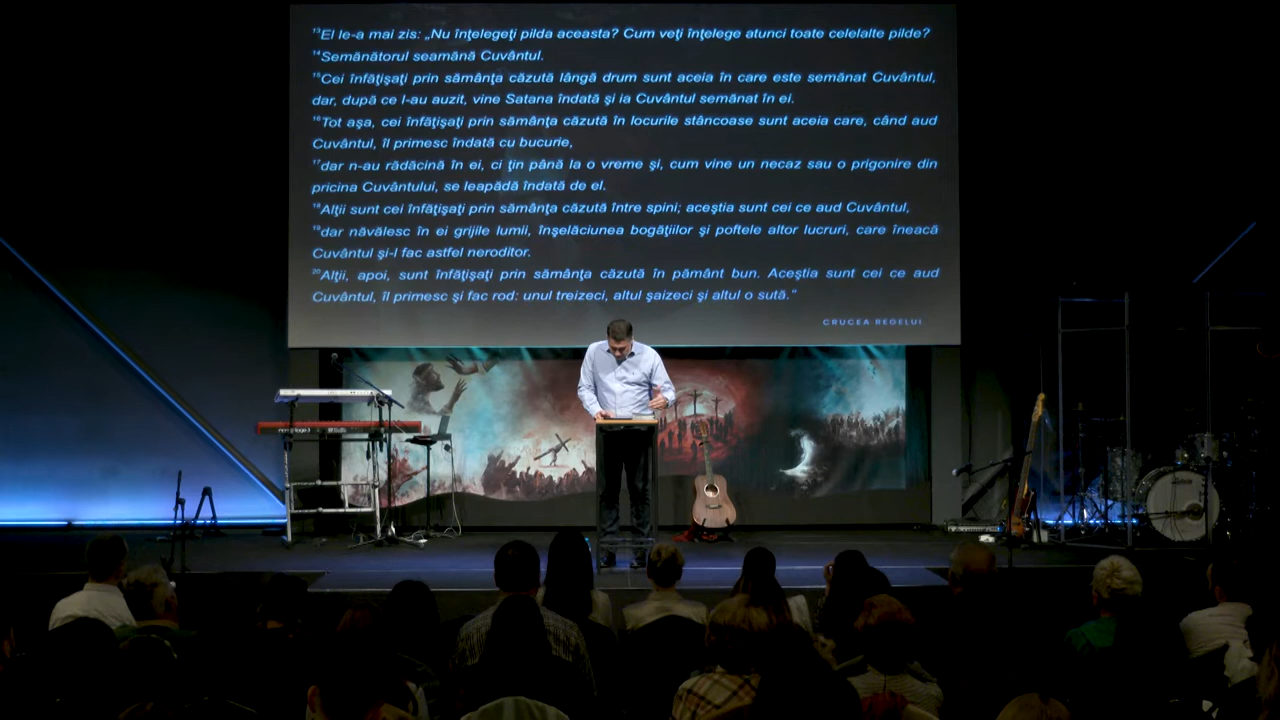 ¹³El le-a mai zis: „Nu înţelegeţi pilda aceasta? Cum veţi înţelege atunci toate celelalte pilde?
¹⁴Semănătorul seamănă Cuvântul.
¹⁵Cei înfăţişaţi prin sămânţa căzută lângă drum sunt aceia în care este semănat Cuvântul,
dar, după ce l-au auzit, vine Satana îndată şi ia Cuvântul semănat în ei.
¹⁶Tot aşa, cei înfăţişaţi prin sămânţa căzută în locurile stâncoase sunt aceia care, când aud
Cuvântul, îl primesc îndată cu bucurie,
¹⁷dar n-au rădăcină în ei, ci ţin până la o vreme şi, cum vine un necaz sau o prigonire din
pricina Cuvântului, se leapădă îndată de el.
¹⁸Alţii sunt cei înfăţişaţi prin sămânţa căzută între spini; aceştia sunt cei ce aud Cuvântul,
¹⁹dar năvălesc în ei grijile lumii, înşelăciunea bogăţiilor şi poftele altor lucruri, care îneacă
Cuvântul şi-l fac astfel neroditor.
²⁰Alţii, apoi, sunt înfăţişaţi prin sămânţa căzută în pământ bun. Aceştia sunt cei ce aud
Cuvântul, îl primesc şi fac rod: unul treizeci, altul şaizeci şi altul o sută.”
CRUCEA REGELUI